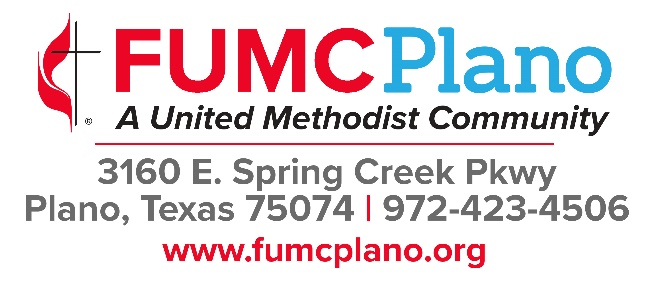 FUMCPlano
® A United Methodist Community
3160 E. Spring Creek Pkwy
Plano, Texas 75074 | 972-423-4506
www.fumcplano.org